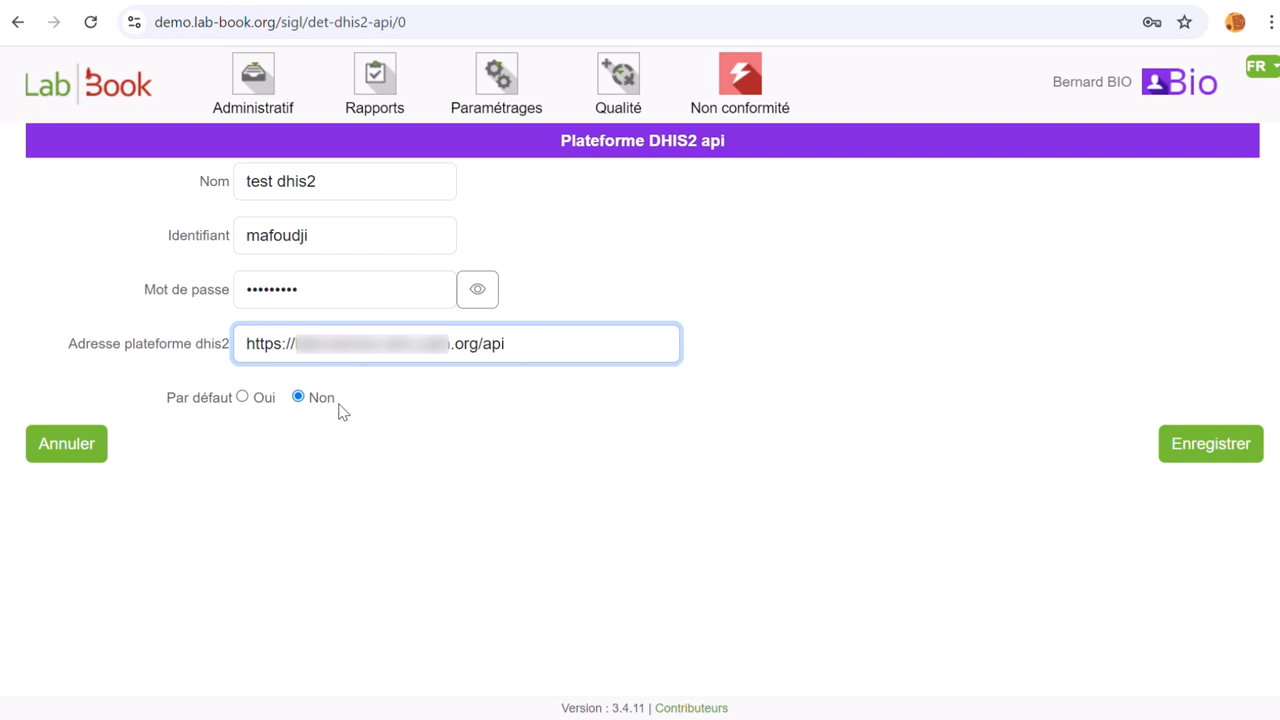 demo.lab-book.org/sigl/det-dhis2-api/0
Lab Book
Administratif
Rapports
Paramétrages
Qualité
Non conformité
Bernard BIO
Bio
FR
Plateforme DHIS2 api
Nom test dhis2
Identifiant mafoudji
Mot de passe •••••••••
Adresse plateforme dhis2 https:// .org/api
Par défaut Oui Non
Annuler
Enregistrer
Version : 3.4.11 | Contributeurs